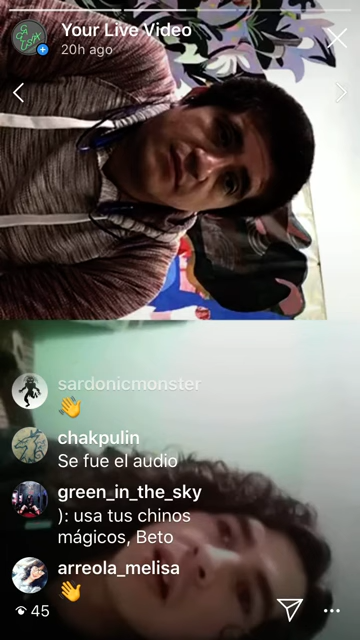 Your Live Video
20h ago
sardonicmonster
👋
chakpulin
Se fue el audio
green_in_the_sky
): usa tus chinos
mágicos, Beto
arreola_melisa
👋
45